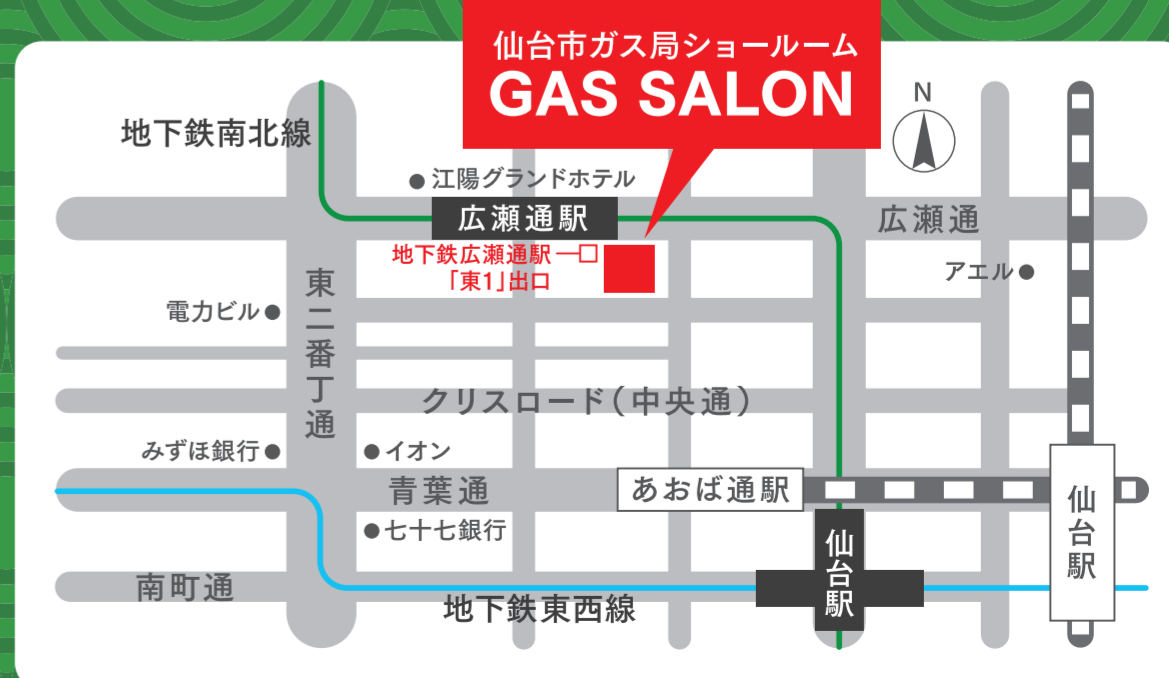 仙台市ガス局ショールーム
GAS SALON
N
地下鉄南北線
江陽グランドホテル
広瀬通駅
広瀬通
地下鉄広瀬通駅
「東1」出口
アエル
東二番丁通
電力ビル
クリスロード（中央通）
みずほ銀行
イオン
青葉通
あおば通駅
仙台駅
七十七銀行
仙台駅
南町通
地下鉄東西線